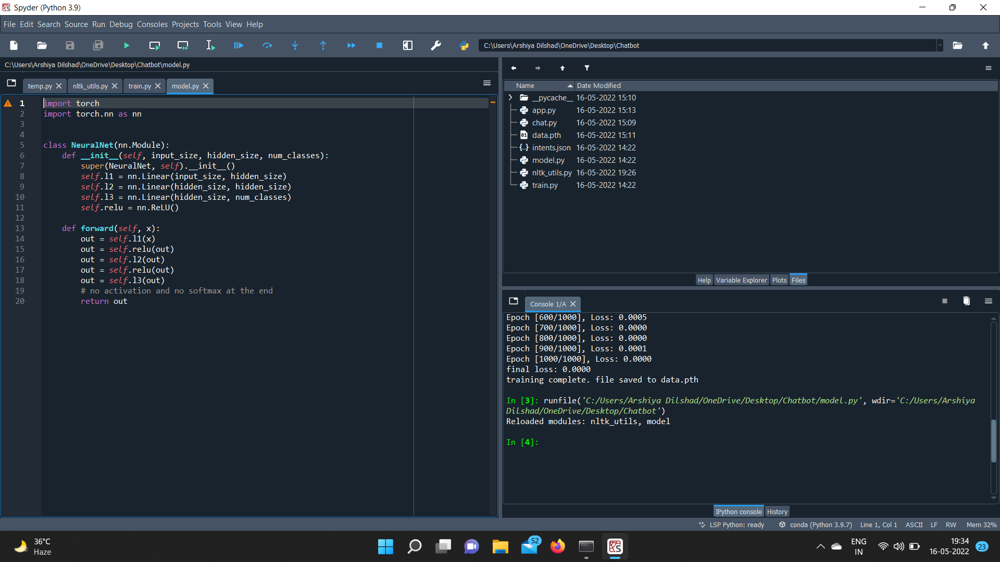 Spyder (Python 3.9)
File Edit Search Source Run Debug Consoles Projects Tools View Help
C:\Users\Arshiya Dilshad\OneDrive\Desktop\Chatbot
C:\Users\Arshiya Dilshad\OneDrive\Desktop\Chatbot\model.py
temp.py nltk_utils.py train.py model.py
1 import torch
2 import torch.nn as nn
3
4
5 class NeuralNet(nn.Module):
6     def __init__(self, input_size, hidden_size, num_classes):
7         super(NeuralNet, self).__init__()
8         self.l1 = nn.Linear(input_size, hidden_size)
9         self.l2 = nn.Linear(hidden_size, hidden_size)
10         self.l3 = nn.Linear(hidden_size, num_classes)
11         self.relu = nn.ReLU()
12
13     def forward(self, x):
14         out = self.l1(x)
15         out = self.relu(out)
16         out = self.l2(out)
17         out = self.relu(out)
18         out = self.l3(out)
19         # no activation and no softmax at the end
20         return out
Name Date Modified
__pycache__ 16-05-2022 15:10
app.py 16-05-2022 15:13
chat.py 16-05-2022 15:09
data.pth 16-05-2022 15:11
intents.json 16-05-2022 14:22
model.py 16-05-2022 14:22
nltk_utils.py 16-05-2022 19:26
train.py 16-05-2022 14:22
Help Variable Explorer Plots Files
Console 1/A
Epoch [600/1000], Loss: 0.0005
Epoch [700/1000], Loss: 0.0000
Epoch [800/1000], Loss: 0.0000
Epoch [900/1000], Loss: 0.0001
Epoch [1000/1000], Loss: 0.0000
final loss: 0.0000
training complete. file saved to data.pth
In [3]: runfile('C:/Users/Arshiya Dilshad/OneDrive/Desktop/Chatbot/model.py', wdir='C:/Users/Arshiya
Dilshad/OneDrive/Desktop/Chatbot')
Reloaded modules: nltk_utils, model
In [4]:
IPython console History
LSP Python: ready conda (Python 3.9.7) Line 1, Col 1 ASCII LF RW Mem 32%
36°C
Haze
52
ENG
IN
19:34
16-05-2022
23